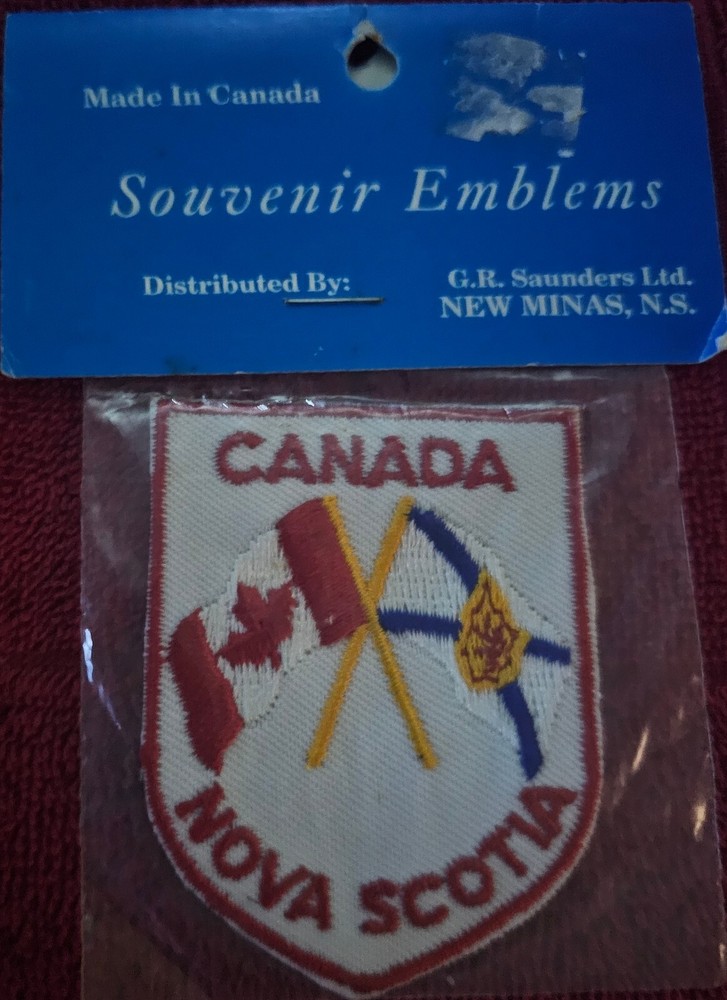 Made In Canada
Souvenir Emblems
Distributed By:
G.R. Saunders Ltd.
NEW MINAS, N.S.
CANADA
NOVA SCOTIA